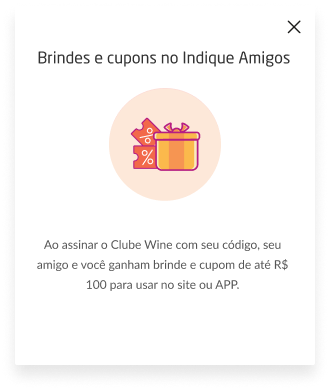 Brindes e cupons no Indique Amigos
%
%
Ao assinar o Clube Wine com seu código, seu
amigo e você ganham brinde e cupom de até R$
100 para usar no site ou APP.